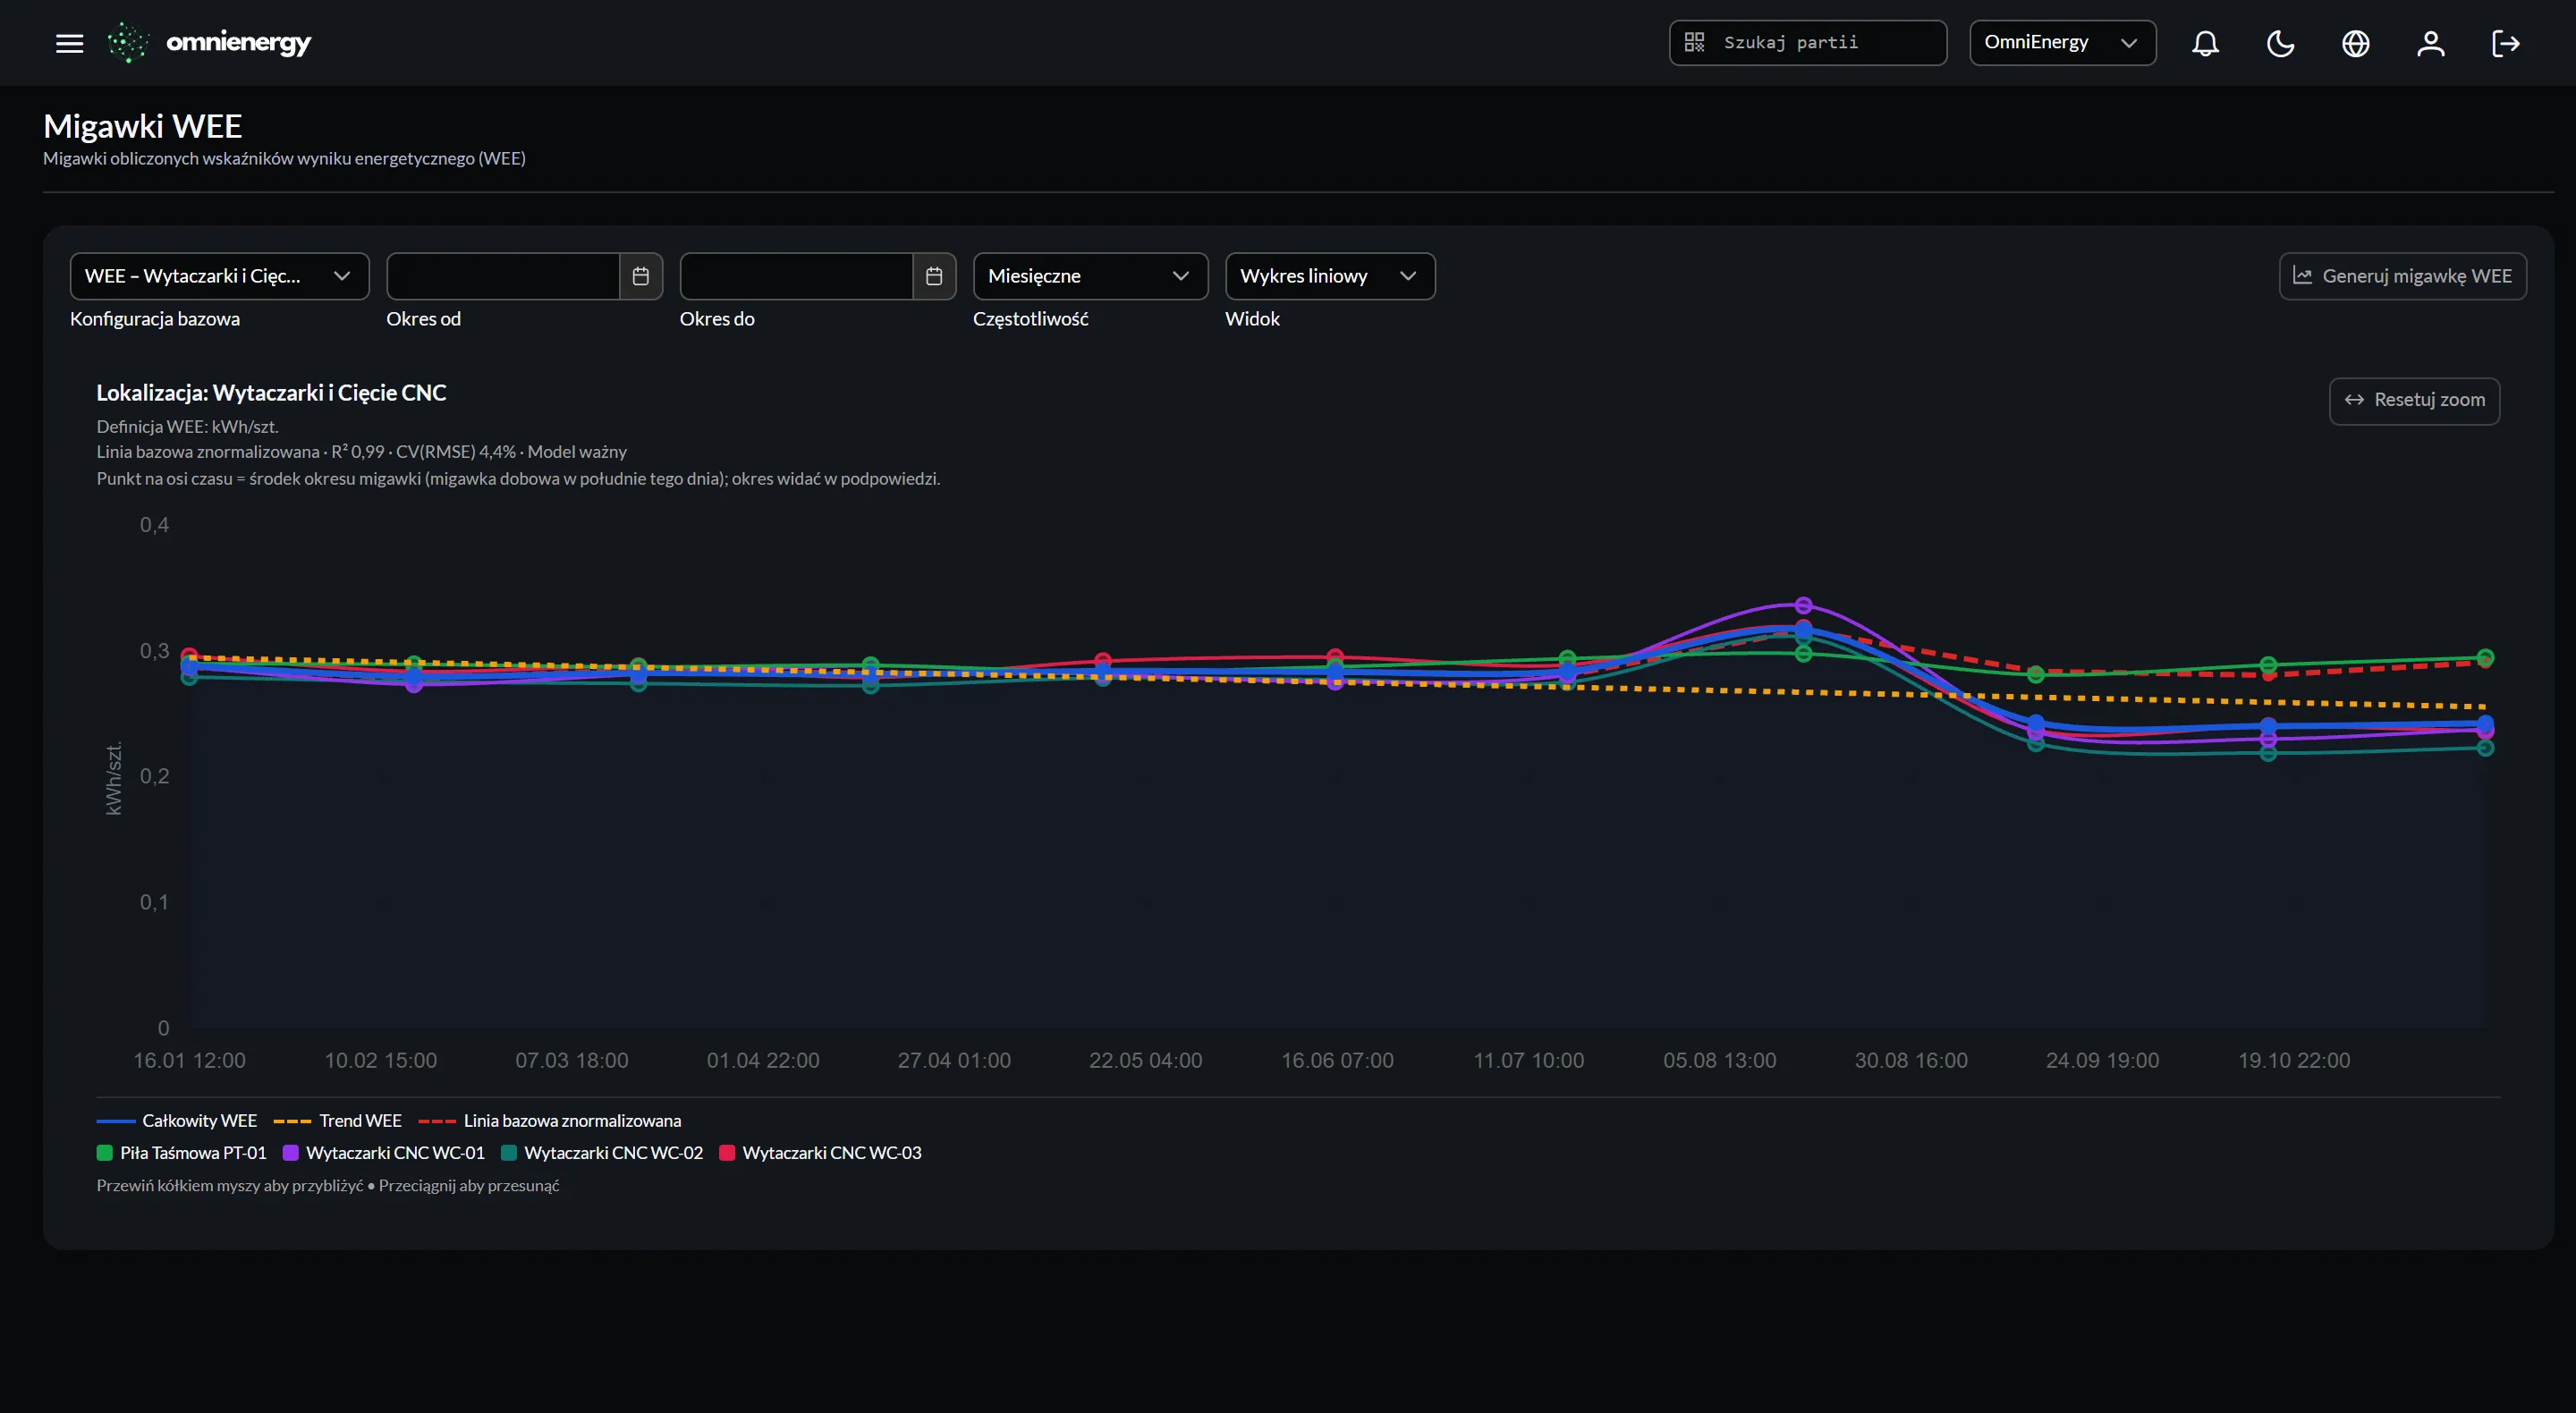 omnienergy
Szukaj partii
OmniEnergy
Migawki WEE
Migawki obliczonych wskaźników wyniku energetycznego (WEE)
WEE – Wytaczarki i Cięc...
Miesięczne
Wykres liniowy
Generuj migawkę WEE
Konfiguracja bazowa
Okres od
Okres do
Częstotliwość
Widok
Lokalizacja: Wytaczarki i Cięcie CNC
Resetuj zoom
Definicja WEE: kWh/szt.
Linia bazowa znormalizowana · R² 0,99 · CV(RMSE) 4,4% · Model ważny
Punkt na osi czasu = środek okresu migawki (migawka dobowa w południe tego dnia); okres widać w podpowiedzi.
0,4
0,3
0,2
0,1
0
kWh/szt.
16.01 12:00
10.02 15:00
07.03 18:00
01.04 22:00
27.04 01:00
22.05 04:00
16.06 07:00
11.07 10:00
05.08 13:00
30.08 16:00
24.09 19:00
19.10 22:00
Całkowity WEE
Trend WEE
Linia bazowa znormalizowana
Piła Taśmowa PT-01
Wytaczarki CNC WC-01
Wytaczarki CNC WC-02
Wytaczarki CNC WC-03
Przewiń kółkiem myszy aby przybliżyć • Przeciągnij aby przesunąć